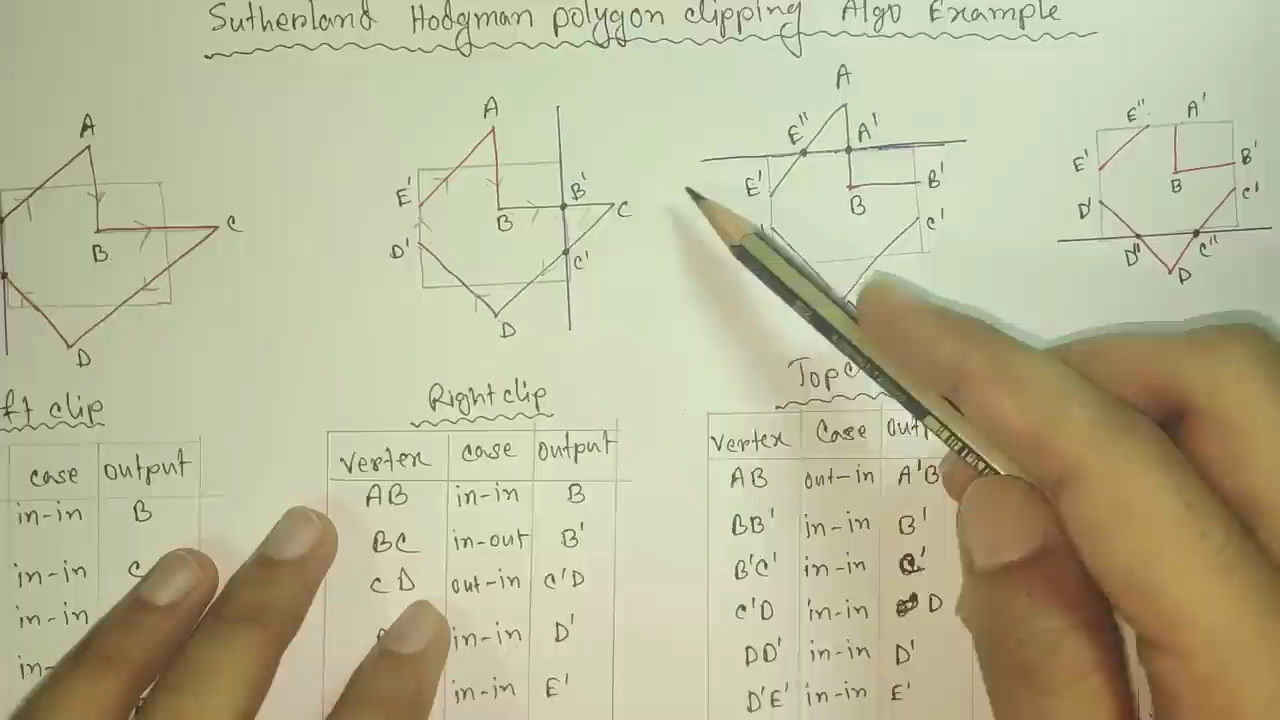 Sutherland Hodgman polygon clipping Algo Example
A
B
C
D
A
E'
B'
B
C
D'
C'
D
A
E''
A'
E'
B'
B
C'
E''
A'
E'
B'
B
C'
D'
D''
C''
D
clip
case output
in-in B
in-in C
in-in
Right clip
Vertex case output
AB in-in B
BC in-out B'
CD out-in C'D
in-in D'
in-in E'
Top
Vertex Case
AB out-in A'B
BB' in-in B'
B'C' in-in C'
C'D in-in D
DD' in-in D'
D'E' in-in E'